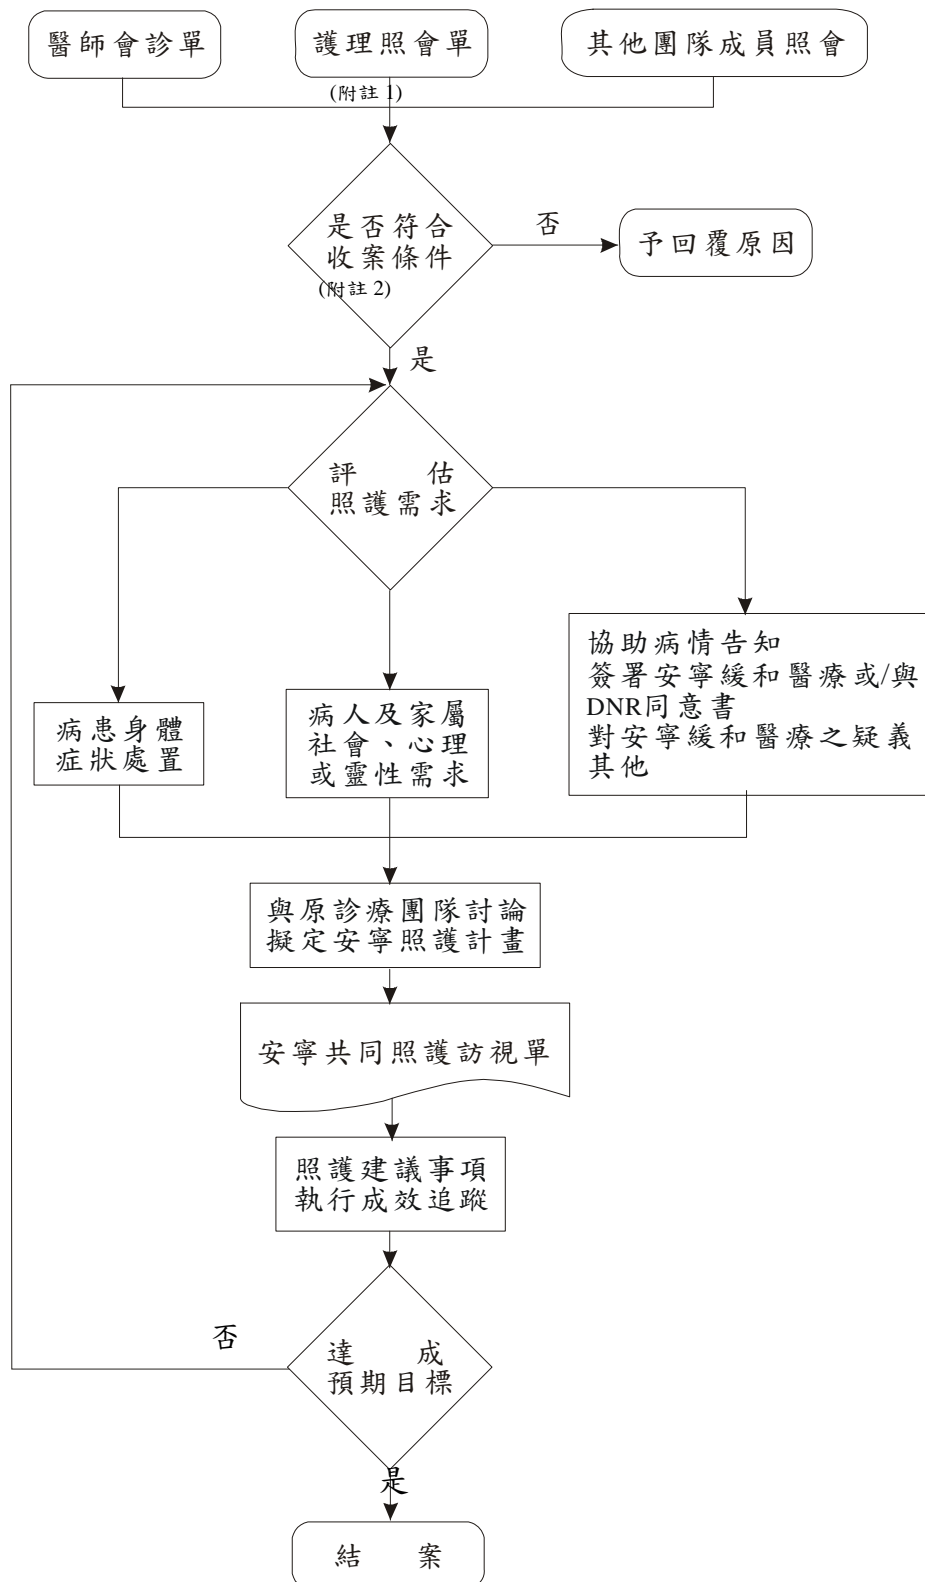 醫師會診單
護理照會單
其他團隊成員照會
(附註 1)
是否符合
收案條件
(附註 2)
否
予回覆原因
是
評 估
照護需求
病患身體
症狀處置
病人及家屬
社會、心理
或靈性需求
協助病情告知
簽署安寧緩和醫療或/與
DNR同意書
對安寧緩和醫療之疑義
其他
與原診療團隊討論
擬定安寧照護計畫
安寧共同照護訪視單
照護建議事項
執行成效追蹤
達 成
預期目標
否
是
結 案